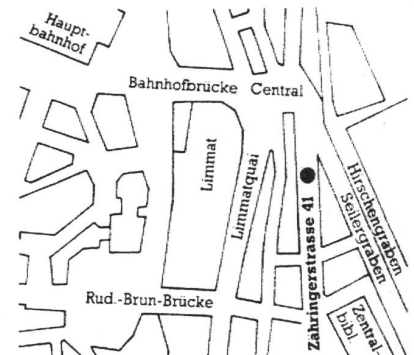 Haupt-
bahnhof
Bahnhofbrücke Central
Limmat
Limmatquai
Zähringerstrasse 41
Hirschengraben
Seilergraben
Rud.-Brun-Brücke
Zentral-
bibl.